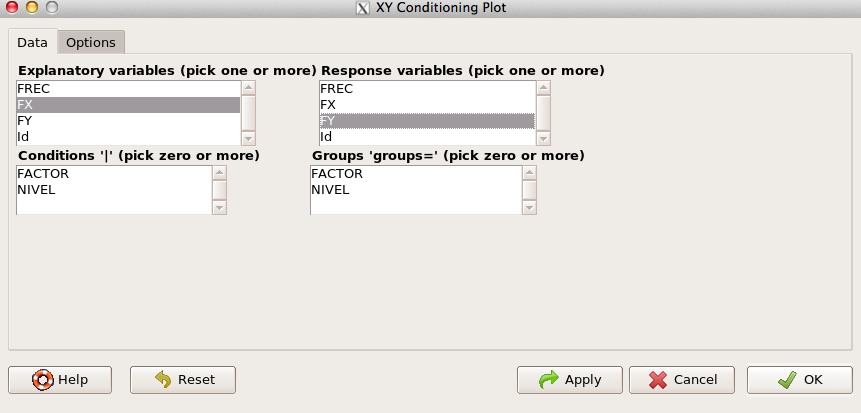 XY Conditioning Plot
Data Options
Explanatory variables (pick one or more) Response variables (pick one or more)
FREC FREC
FX FX
FY FY
Id Id
Conditions '|' (pick zero or more) Groups 'groups=' (pick zero or more)
FACTOR FACTOR
NIVEL NIVEL
Help Reset Apply Cancel OK